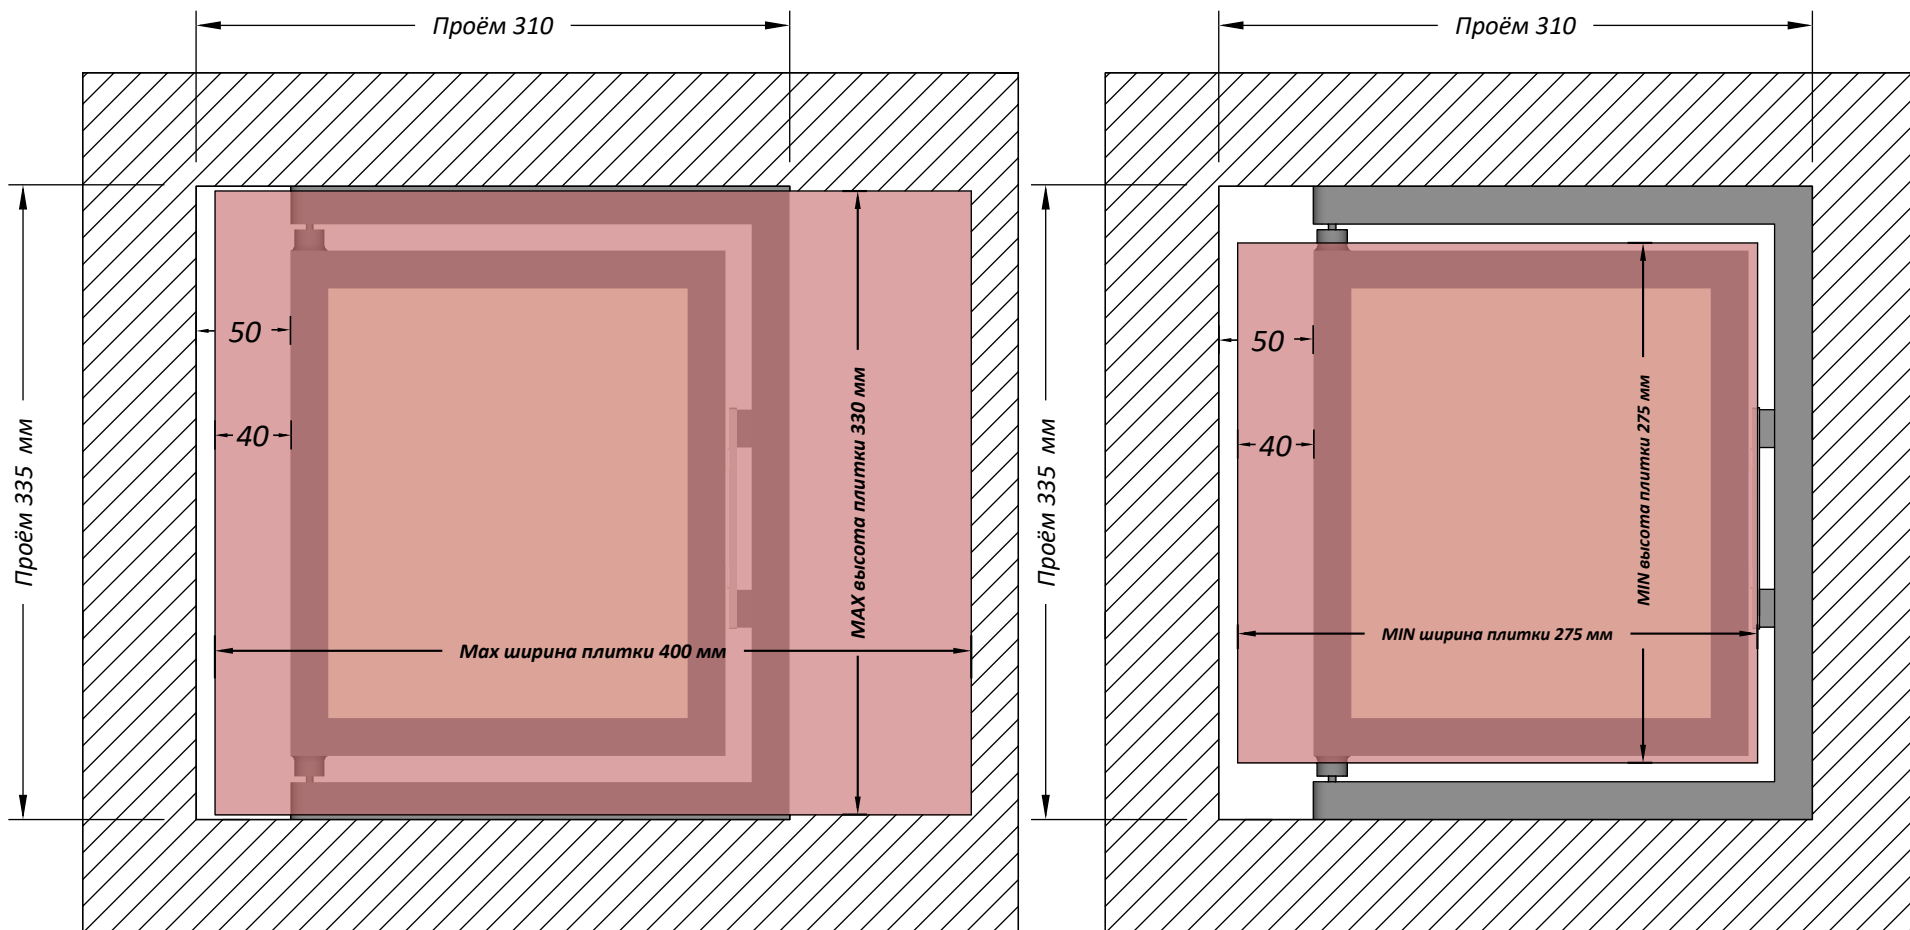 Проём 310
Проём 335 мм
50
40
MAX высота плитки 330 мм
Max ширина плитки 400 мм
Проём 310
Проём 335 мм
50
40
MIN высота плитки 275 мм
MIN ширина плитки 275 мм